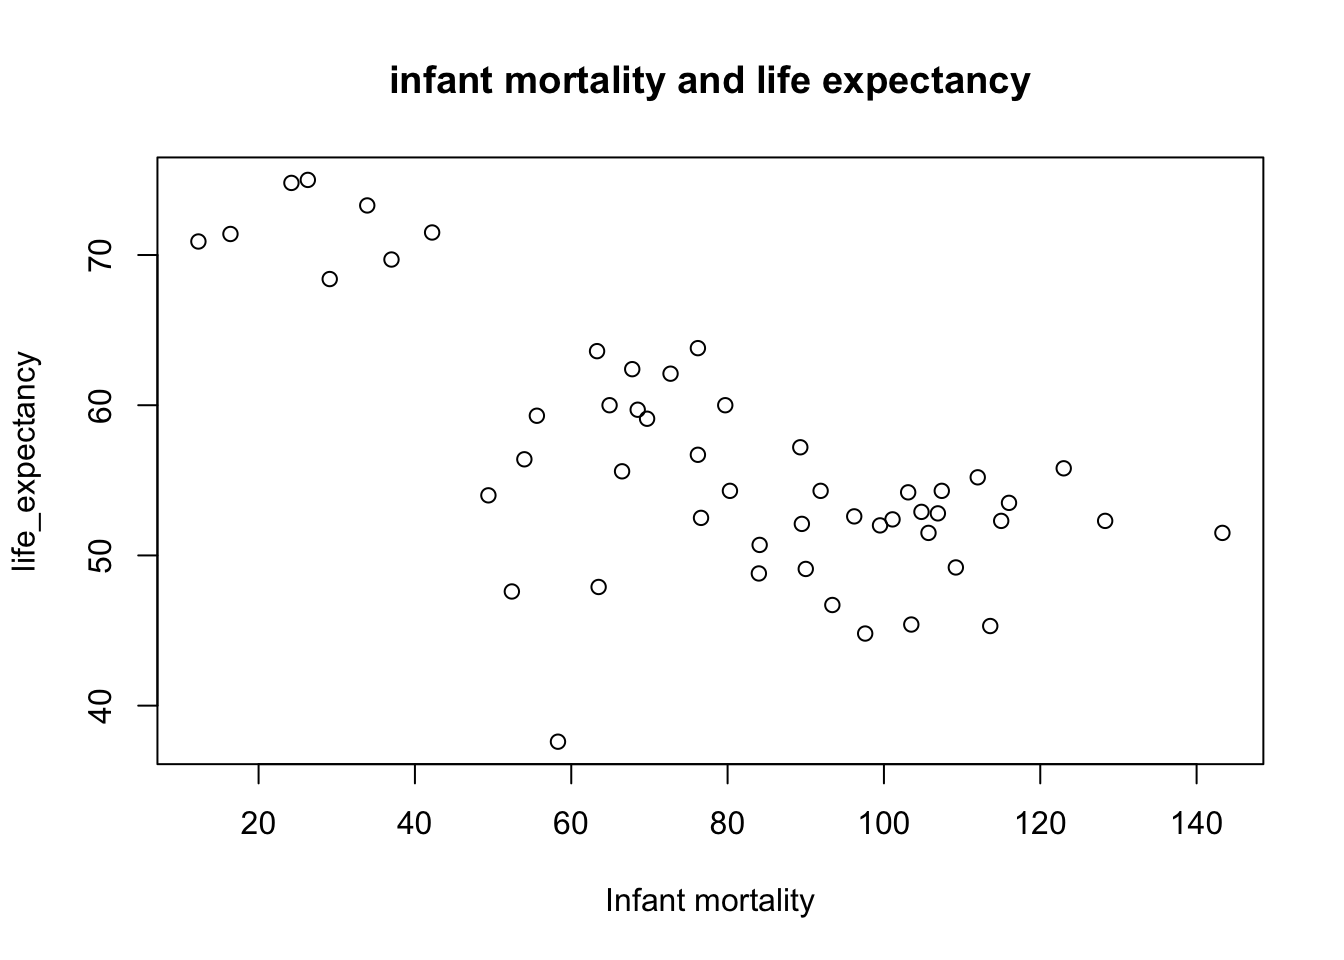 infant mortality and life expectancy
life_expectancy
70
60
50
40
20 40 60 80 100 120 140
Infant mortality